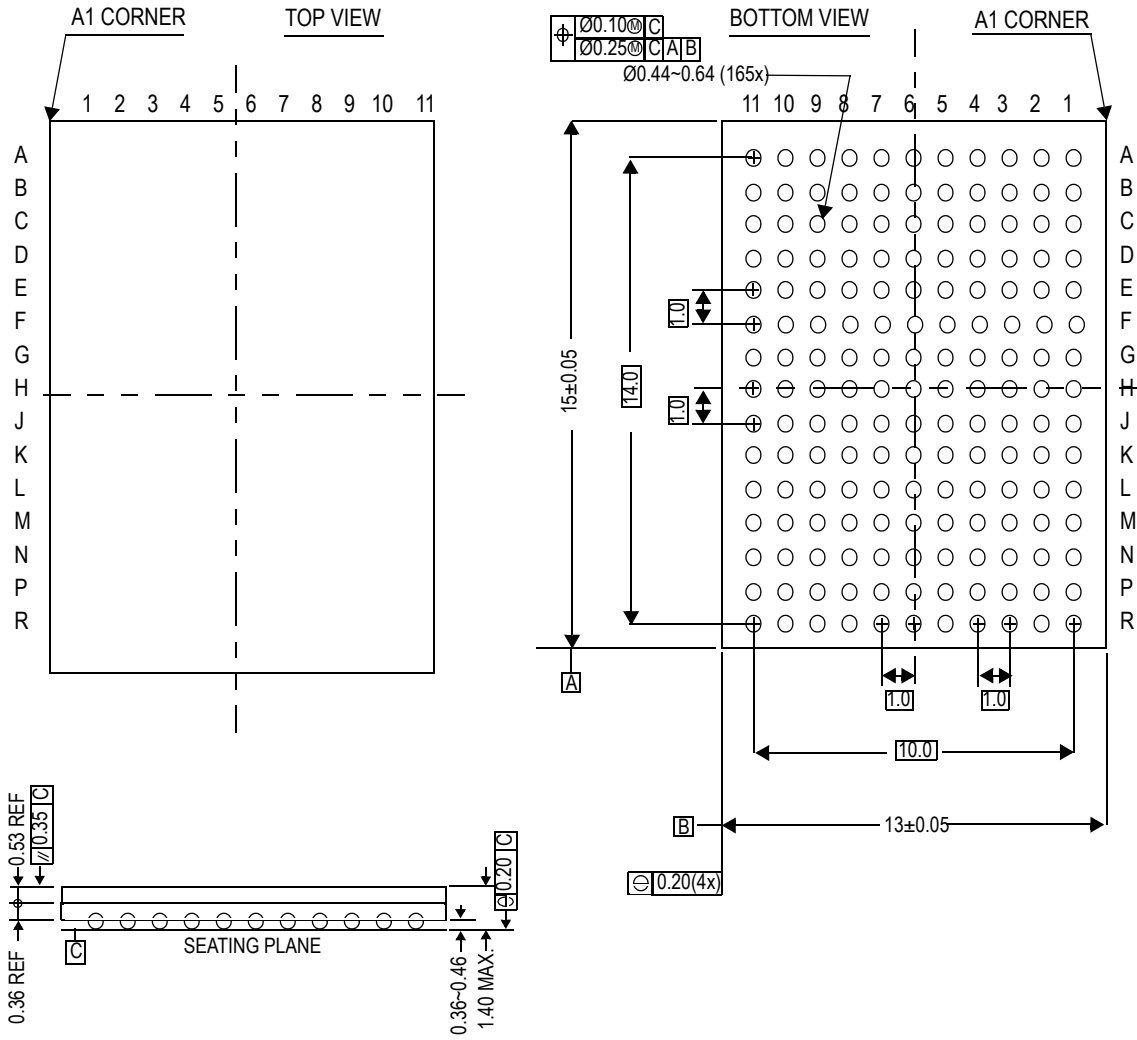 A1 CORNER
TOP VIEW
BOTTOM VIEW
A1 CORNER
Ø0.10Ⓜ C
Ø0.25Ⓜ C A B
Ø0.44~0.64 (165x)
1 2 3 4 5 6 7 8 9 10 11
11 10 9 8 7 6 5 4 3 2 1
A
B
C
D
E
F
G
H
J
K
L
M
N
P
R
A
B
C
D
E
F
G
H
J
K
L
M
N
P
R
15±0.05
14.0
1.0
1.0
A
1.0
1.0
10.0
B
13±0.05
0.20(4x)
0.53 REF
// 0.35 C
0.36 REF
C
SEATING PLANE
0.20 C
0.36~0.46
1.40 MAX.